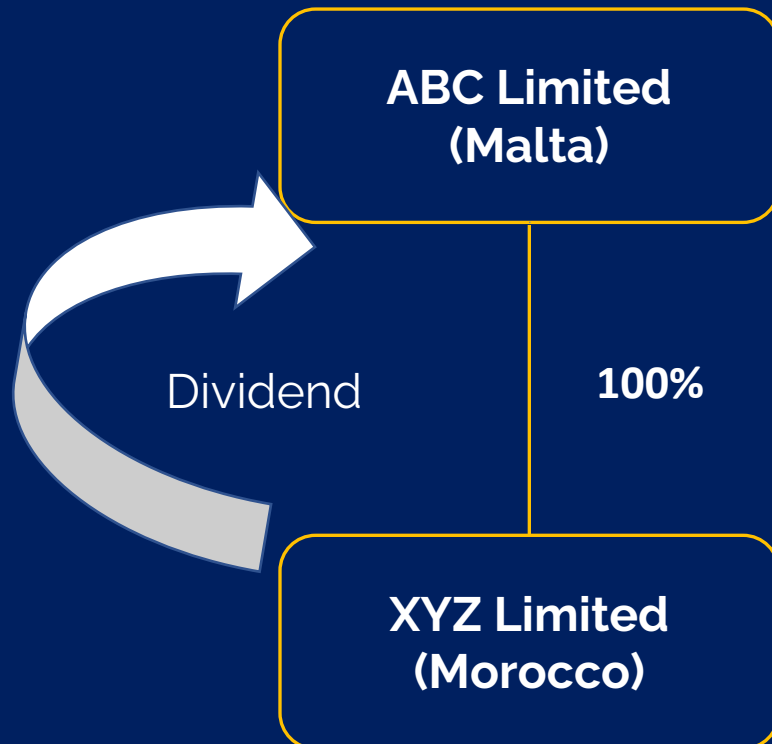 ABC Limited
(Malta)
Dividend
100%
XYZ Limited
(Morocco)